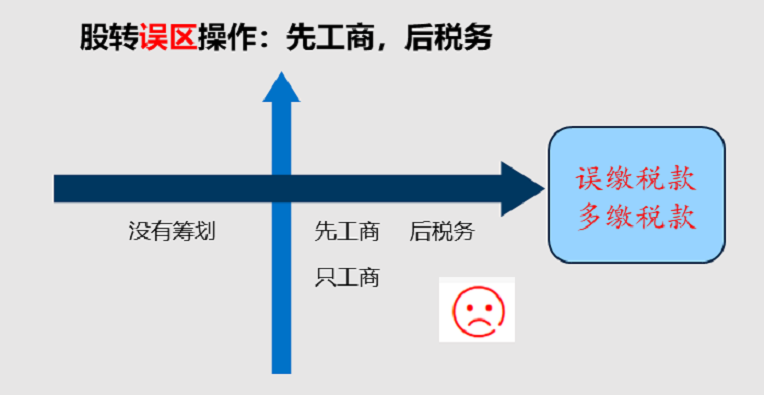 股转误区操作：先工商，后税务
没有筹划
先工商 后税务
只工商
误缴税款
多缴税款